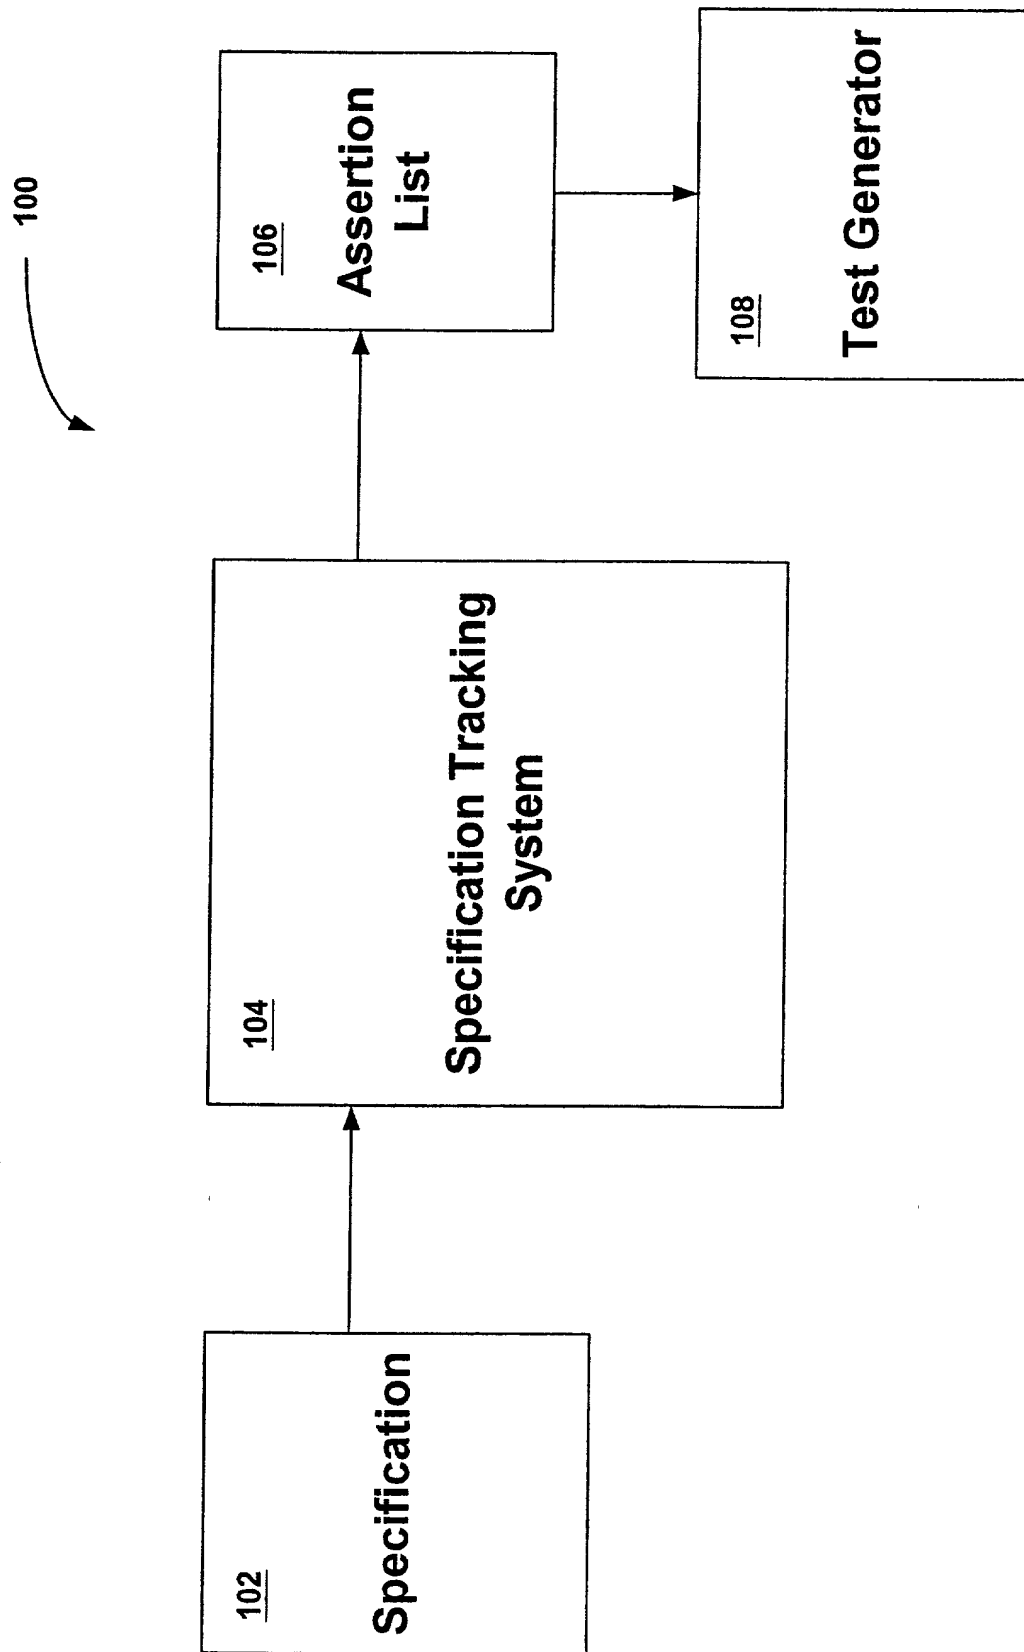 100
102
Specification
104
Specification Tracking
System
106
Assertion
List
108
Test Generator